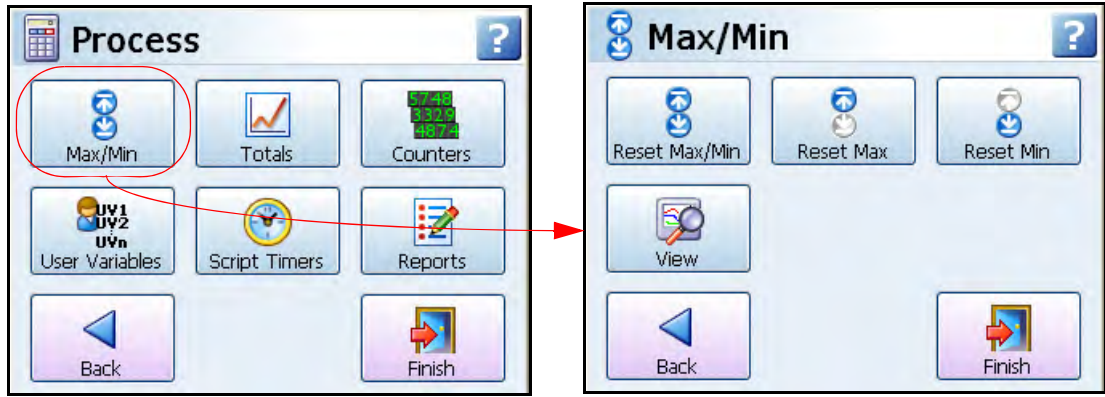 Process
?
5748
3329
4874
Max/Min
Totals
Counters
UV1
UV2
UVn
User Variables
Script Timers
Reports
Back
Finish
Max/Min
?
Reset Max/Min
Reset Max
Reset Min
View
Back
Finish